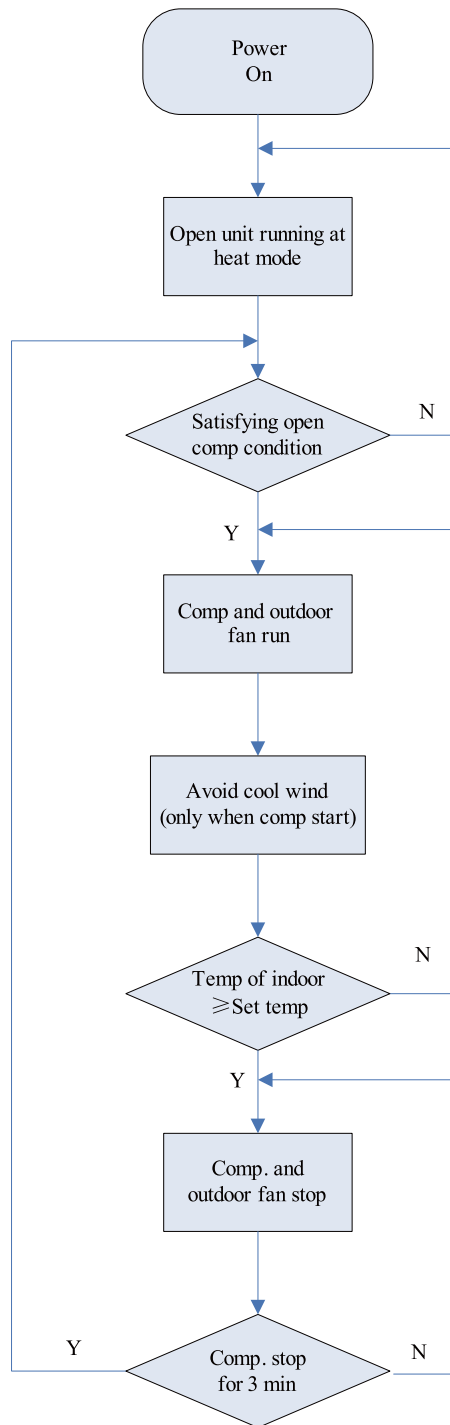 Power
On
Open unit running at
heat mode
Satisfying open
comp condition
N
Y
Comp and outdoor
fan run
Avoid cool wind
(only when comp start)
Temp of indoor
≥Set temp
N
Y
Comp. and
outdoor fan stop
Y
Comp. stop
for 3 min
N